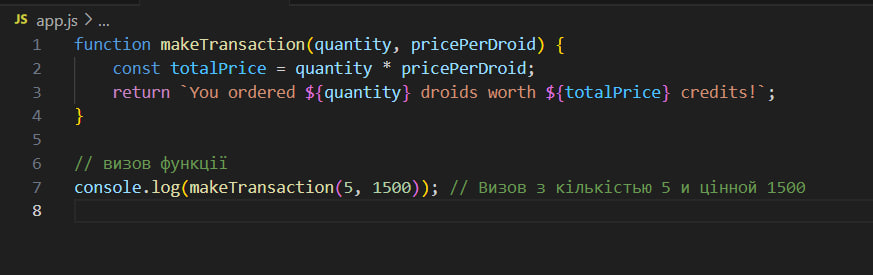 JS app.js > ...
1 function makeTransaction(quantity, pricePerDroid) {
2 const totalPrice = quantity * pricePerDroid;
3 return `You ordered ${quantity} droids worth ${totalPrice} credits!`;
4 }
5
6 // визов функції
7 console.log(makeTransaction(5, 1500)); // Визов з кількістью 5 и цінной 1500
8